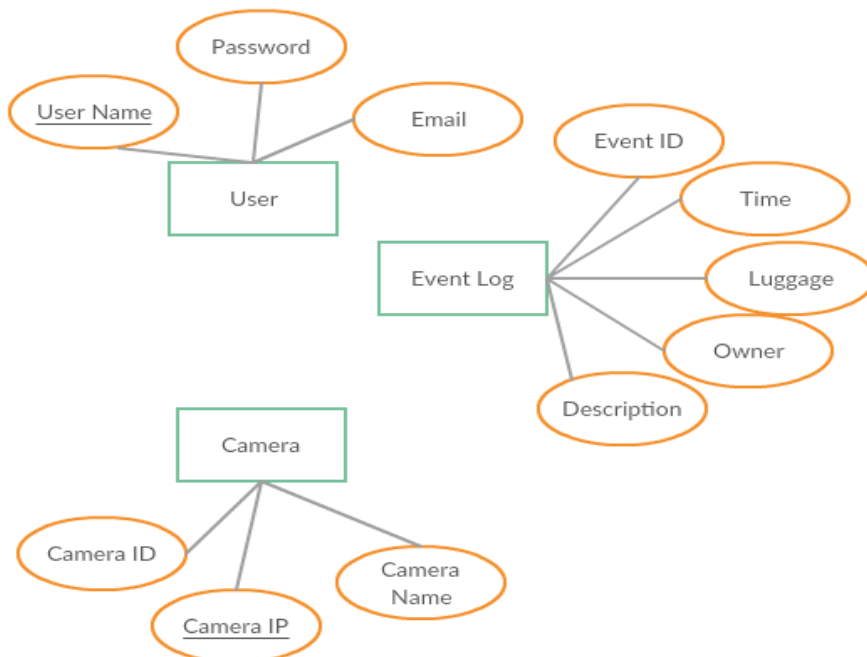 Password
User Name
Email
User
Event ID
Time
Event Log
Luggage
Owner
Description
Camera
Camera ID
Camera
Name
Camera IP